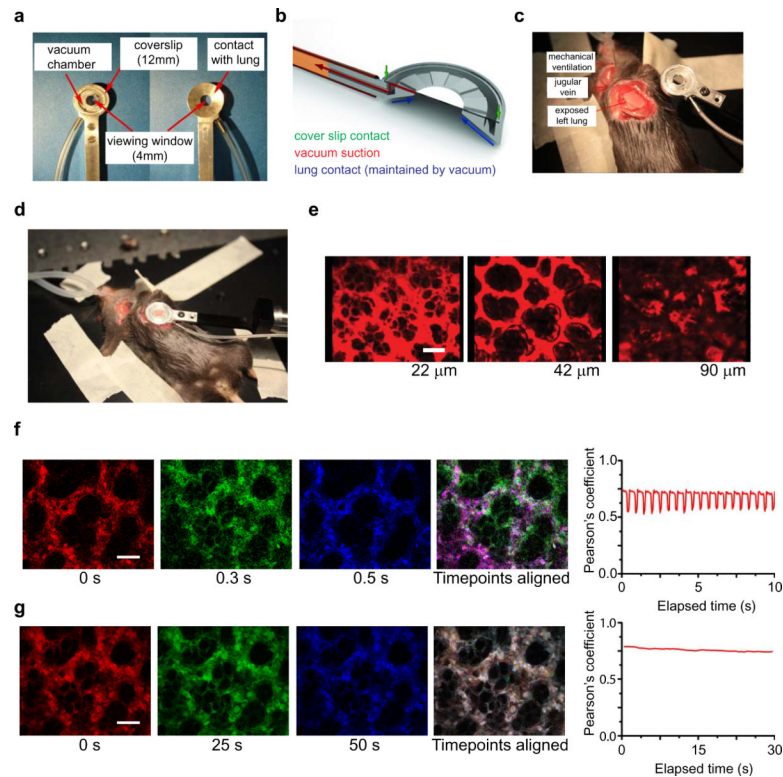 a
vacuum
chamber
coverslip
(12mm)
contact
with lung
viewing window
(4mm)
b
cover slip contact
vacuum suction
lung contact (maintained by vacuum)
c
mechanical
ventilation
jugular
vein
exposed
left lung
d
e
22 μm
42 μm
90 μm
f
0 s
0.3 s
0.5 s
Timepoints aligned
Pearson's coefficient
1.0
0.5
0.0
0
5
10
Elapsed time (s)
g
0 s
25 s
50 s
Timepoints aligned
Pearson's coefficient
1.0
0.5
0.0
0
15
30
Elapsed time (s)